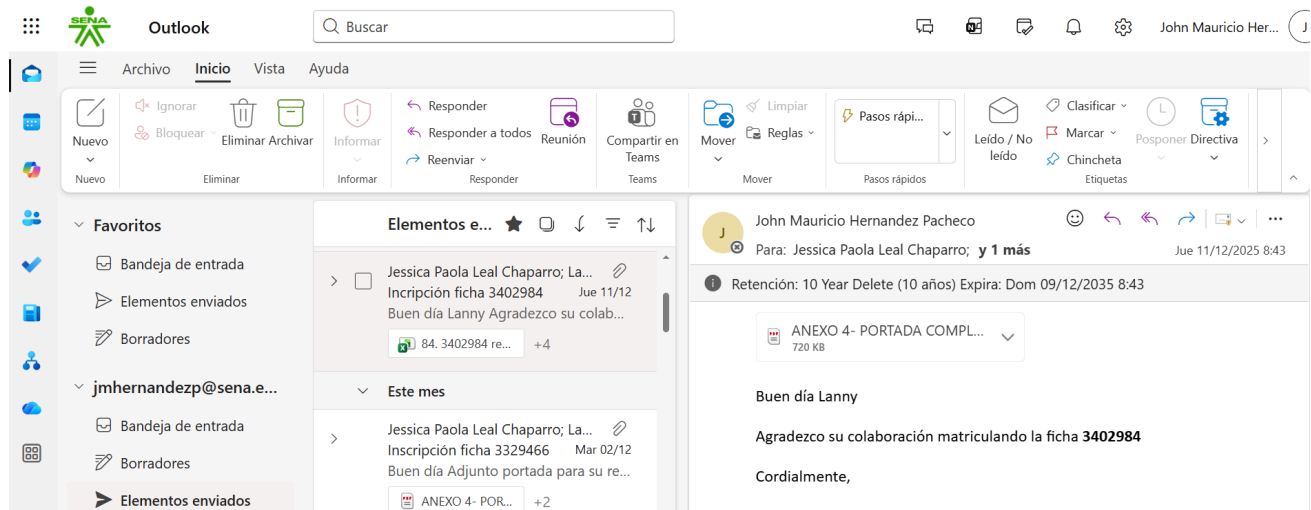 SENA
Outlook
Buscar
John Mauricio Her...
J
Archivo Inicio Vista Ayuda
Nuevo
Ignorar
Bloquear
Eliminar
Archivar
Informar
Responder
Responder a todos
Reenviar
Reunión
Compartir en
Teams
Mover
Limpiar
Reglas
Pasos rápi...
Leído / No
leído
Clasificar
Marcar
Chincheta
Posponer
Directiva
Nuevo
Eliminar
Informar
Responder
Teams
Mover
Pasos rápidos
Etiquetas
Favoritos
Bandeja de entrada
Elementos enviados
Borradores
jmhernandezp@sena.e...
Bandeja de entrada
Borradores
Elementos enviados
Elementos e...
Jessica Paola Leal Chaparro; La...
Incripción ficha 3402984 Jue 11/12
Buen día Lanny Agradezco su colab...
84. 3402984 re... +4
Este mes
Jessica Paola Leal Chaparro; La...
Inscripción ficha 3329466 Mar 02/12
Buen día Adjunto portada para su re...
ANEXO 4- POR... +2
J
John Mauricio Hernandez Pacheco
Para: Jessica Paola Leal Chaparro; y 1 más
Jue 11/12/2025 8:43
Retención: 10 Year Delete (10 años) Expira: Dom 09/12/2035 8:43
ANEXO 4- PORTADA COMPL...
720 KB
Buen día Lanny
Agradezco su colaboración matriculando la ficha 3402984
Cordialmente,